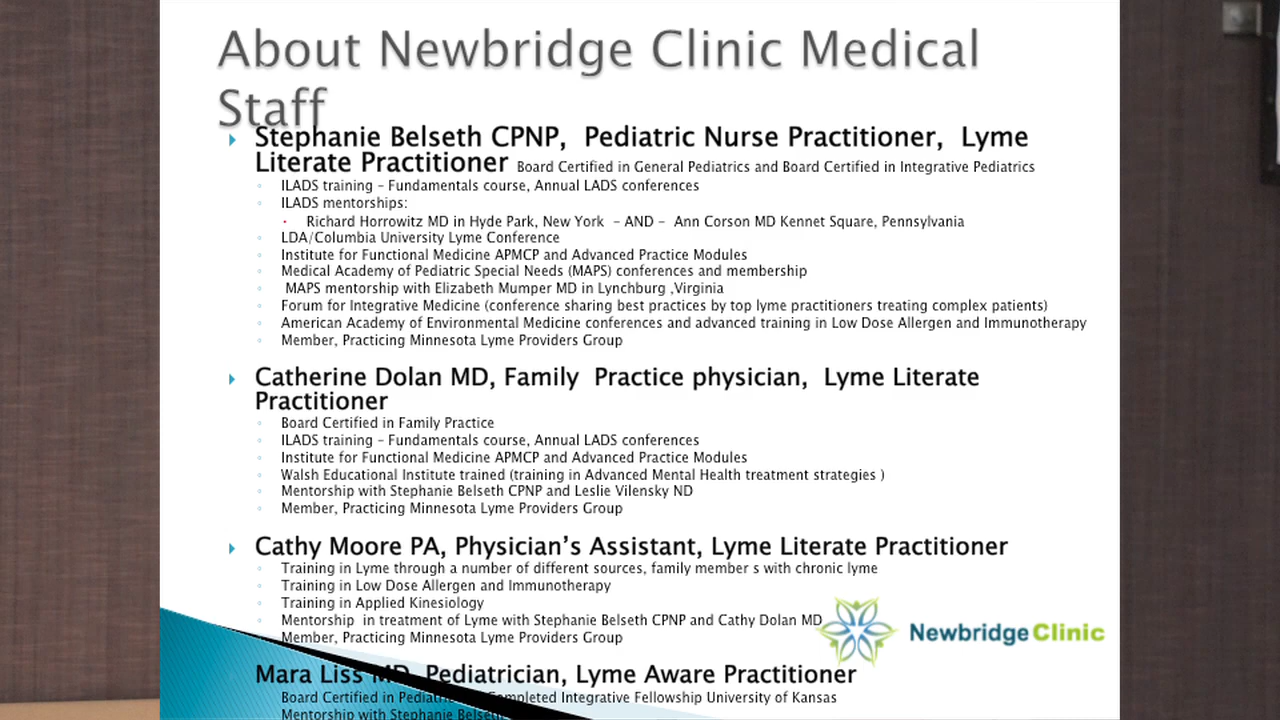 About Newbridge Clinic Medical
Staff
Stephanie Belseth CPNP, Pediatric Nurse Practitioner, Lyme
Literate Practitioner Board Certified in General Pediatrics and Board Certified in Integrative Pediatrics
ILADS training – Fundamentals course, Annual LADS conferences
ILADS mentorships:
Richard Horrowitz MD in Hyde Park, New York – AND – Ann Corson MD Kennet Square, Pennsylvania
LDA/Columbia University Lyme Conference
Institute for Functional Medicine APMCP and Advanced Practice Modules
Medical Academy of Pediatric Special Needs (MAPS) conferences and membership
MAPS mentorship with Elizabeth Mumper MD in Lynchburg ,Virginia
Forum for Integrative Medicine (conference sharing best practices by top lyme practitioners treating complex patients)
American Academy of Environmental Medicine conferences and advanced training in Low Dose Allergen and Immunotherapy
Member, Practicing Minnesota Lyme Providers Group
Catherine Dolan MD, Family Practice physician, Lyme Literate
Practitioner
Board Certified in Family Practice
ILADS training – Fundamentals course, Annual LADS conferences
Institute for Functional Medicine APMCP and Advanced Practice Modules
Walsh Educational Institute trained (training in Advanced Mental Health treatment strategies )
Mentorship with Stephanie Belseth CPNP and Leslie Vilensky ND
Member, Practicing Minnesota Lyme Providers Group
Cathy Moore PA, Physician's Assistant, Lyme Literate Practitioner
Training in Lyme through a number of different sources, family member s with chronic lyme
Training in Low Dose Allergen and Immunotherapy
Training in Applied Kinesiology
Mentorship in treatment of Lyme with Stephanie Belseth CPNP and Cathy Dolan MD
Member, Practicing Minnesota Lyme Providers Group
Newbridge Clinic
Mara Liss MD, Pediatrician, Lyme Aware Practitioner
Board Certified in Completed Integrative Fellowship University of Kansas
Mentorship with Stephanie